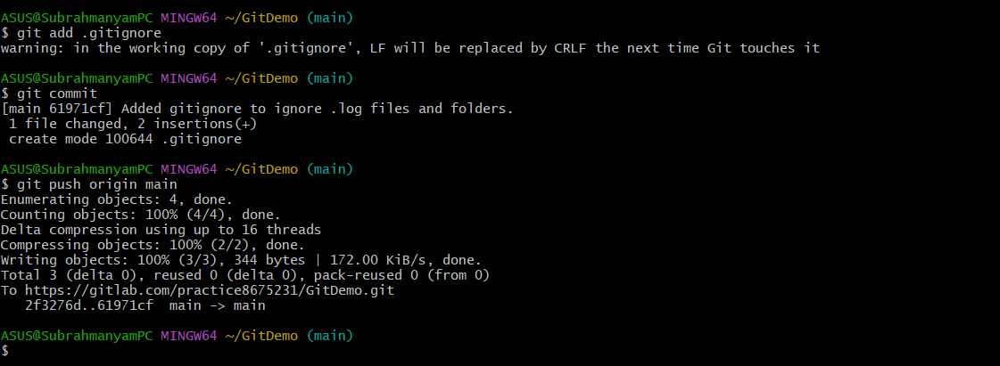 ASUS@SubrahmanyamPC MINGW64 ~/GitDemo (main)
$ git add .gitignore
warning: in the working copy of '.gitignore', LF will be replaced by CRLF the next time Git touches it
ASUS@SubrahmanyamPC MINGW64 ~/GitDemo (main)
$ git commit
[main 61971cf] Added gitignore to ignore .log files and folders.
 1 file changed, 2 insertions(+)
 create mode 100644 .gitignore
ASUS@SubrahmanyamPC MINGW64 ~/GitDemo (main)
$ git push origin main
Enumerating objects: 4, done.
Counting objects: 100% (4/4), done.
Delta compression using up to 16 threads
Compressing objects: 100% (2/2), done.
Writing objects: 100% (3/3), 344 bytes | 172.00 KiB/s, done.
Total 3 (delta 0), reused 0 (delta 0), pack-reused 0 (from 0)
To https://gitlab.com/practice8675231/GitDemo.git
   2f3276d..61971cf  main -> main
ASUS@SubrahmanyamPC MINGW64 ~/GitDemo (main)
$